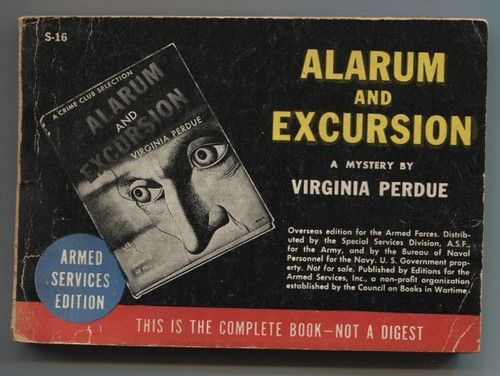 S-16
A CRIME CLUB SELECTION
ALARUM
AND
EXCURSION
VIRGINIA PERDUE
ALARUM
AND
EXCURSION
A MYSTERY BY
VIRGINIA PERDUE
Overseas edition for the Armed Forces. Distrib-
uted by the Special Services Division, A.S.F.,
for the Army, and by the Bureau of Naval
Personnel for the Navy. U. S. Government prop-
erty. Not for sale. Published by Editions for the
Armed Services, Inc., a non-profit organization
established by the Council on Books in Wartime.
ARMED
SERVICES
EDITION
THIS IS THE COMPLETE BOOK—NOT A DIGEST